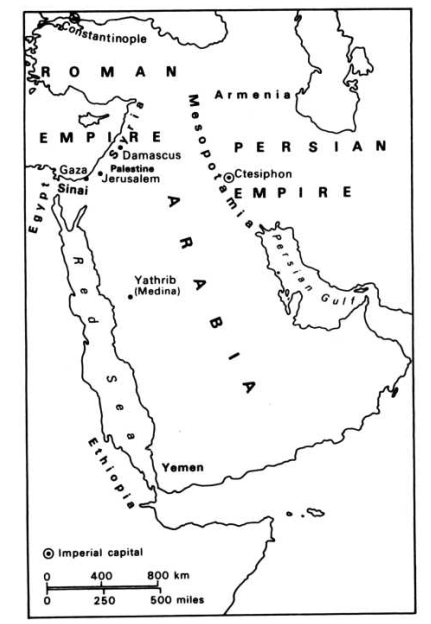 Constantinople
ROMAN
Armenia
Mesopotamia
Syria
EMPIRE
PERSIAN
Damascus
Gaza
Palestine
Jerusalem
Ctesiphon
Sinai
EMPIRE
Egypt
ARABIA
Persian Gulf
Yathrib
(Medina)
Red Sea
Ethiopia
Yemen
Imperial capital
0 400 800 km
0 250 500 miles